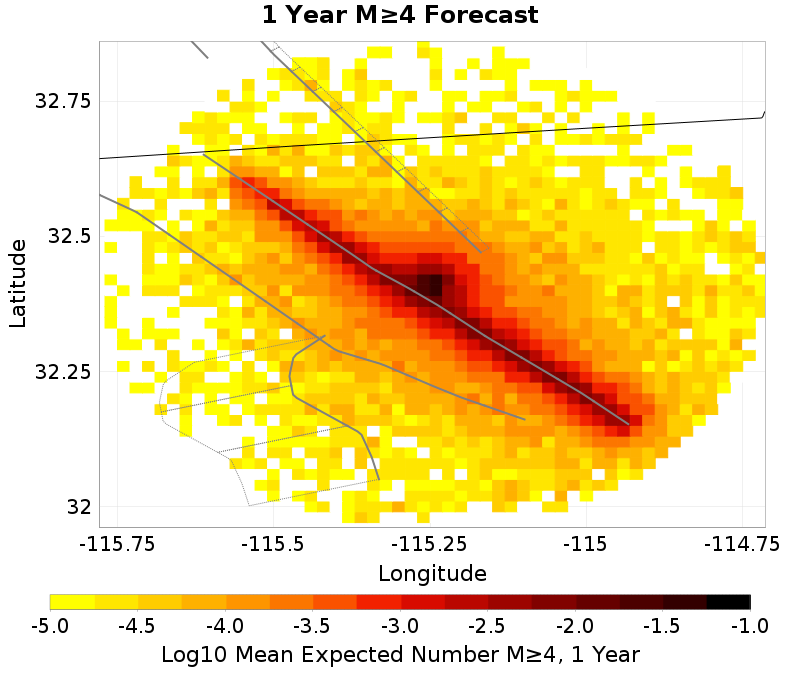 1 Year M≥4 Forecast
32.75
32.5
32.25
32
Latitude
-115.75 -115.5 -115.25 -115 -114.75
Longitude
-5.0 -4.5 -4.0 -3.5 -3.0 -2.5 -2.0 -1.5 -1.0
Log10 Mean Expected Number M≥4, 1 Year